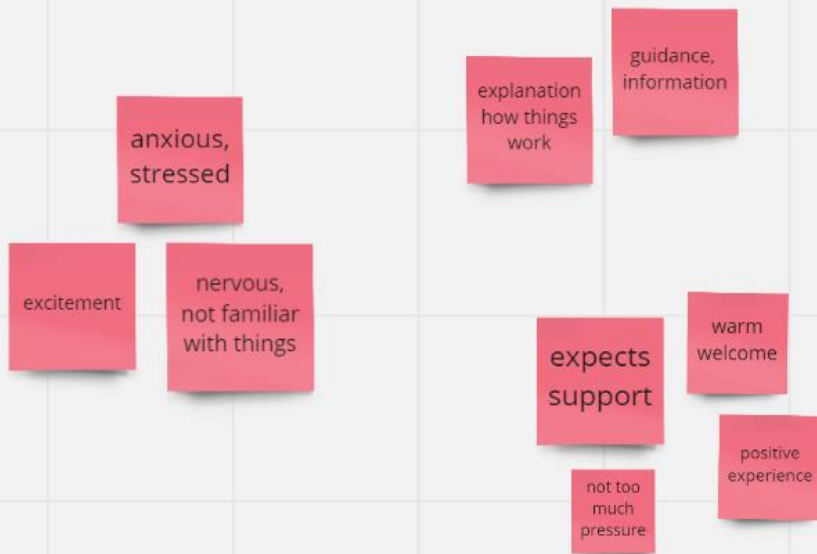 anxious,
stressed
excitement
nervous,
not familiar
with things
explanation
how things
work
guidance,
information
expects
support
warm
welcome
positive
experience
not too
much
pressure